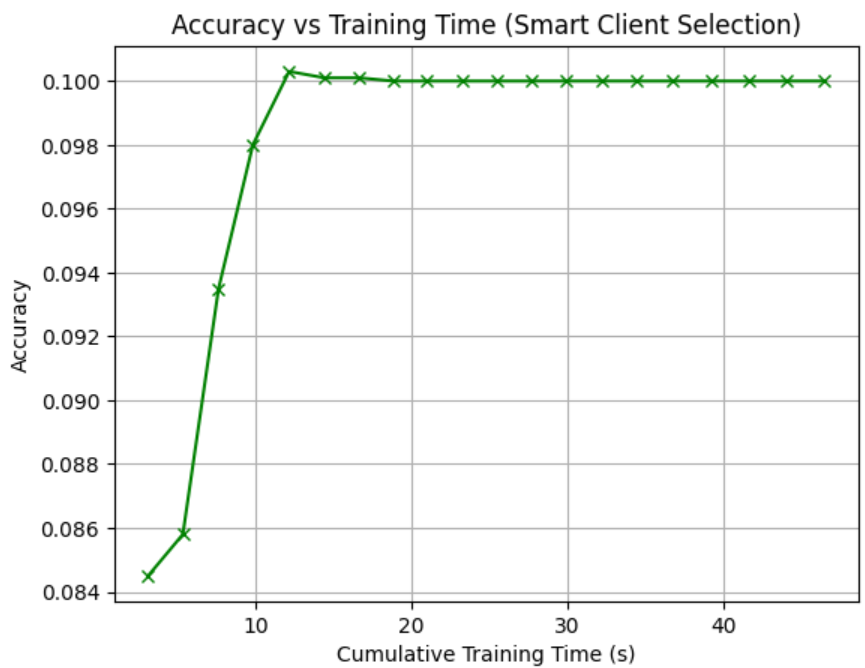 Accuracy vs Training Time (Smart Client Selection)
0.100
0.098
0.096
0.094
0.092
0.090
0.088
0.086
0.084
Accuracy
10 20 30 40
Cumulative Training Time (s)